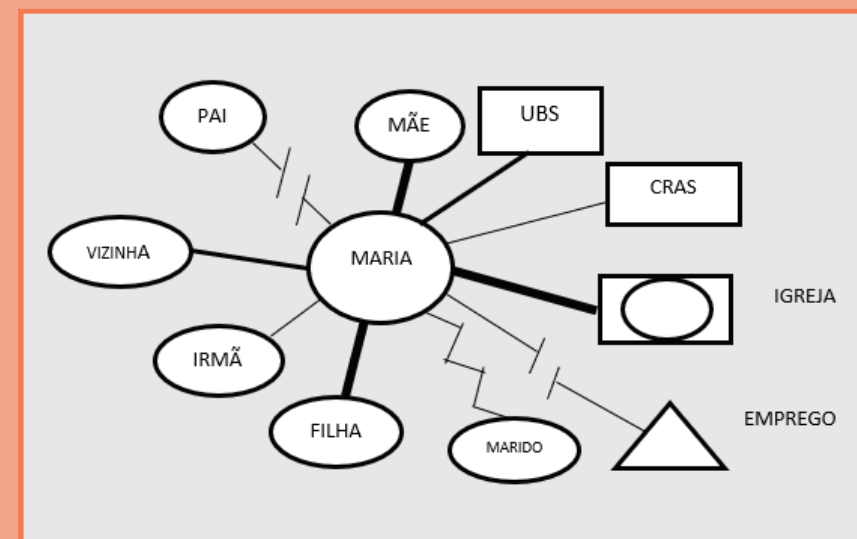 PAI
MÃE
UBS
CRAS
VIZINHA
MARIA
IGREJA
IRMÃ
FILHA
MARIDO
EMPREGO